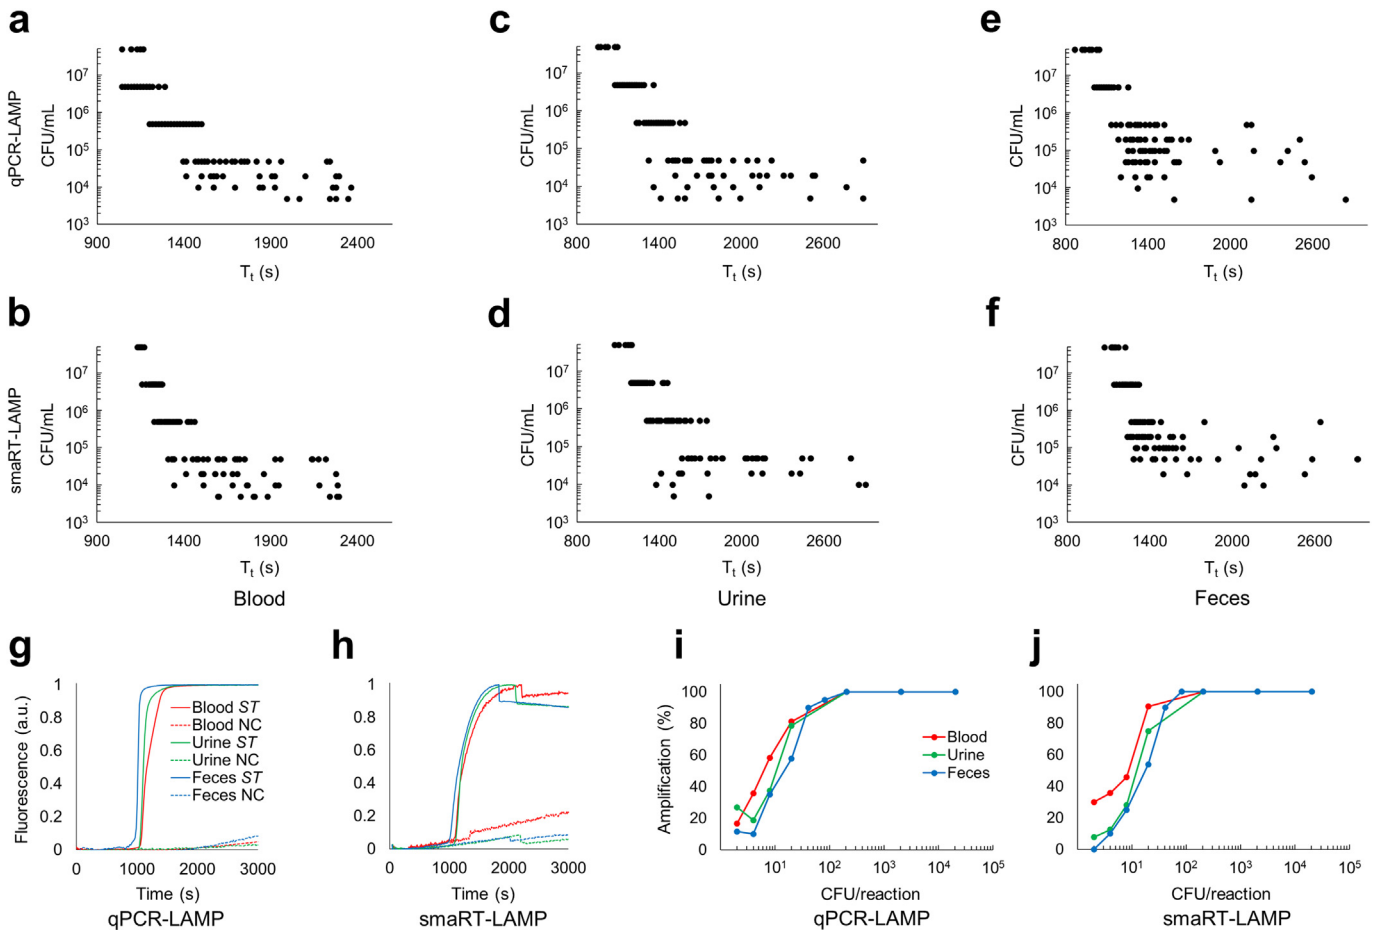 a
c
e
qPCR-LAMP
CFU/mL
10⁷
10⁶
10⁵
10⁴
10³
900 1400 1900 2400
Tt (s)
CFU/mL
10⁷
10⁶
10⁵
10⁴
10³
800 1400 2000 2600
Tt (s)
CFU/mL
10⁷
10⁶
10⁵
10⁴
10³
800 1400 2000 2600
Tt (s)
b
d
f
smaRT-LAMP
CFU/mL
10⁷
10⁶
10⁵
10⁴
10³
900 1400 1900 2400
Tt (s)
Blood
CFU/mL
10⁷
10⁶
10⁵
10⁴
10³
800 1400 2000 2600
Tt (s)
Urine
CFU/mL
10⁷
10⁶
10⁵
10⁴
10³
800 1400 2000 2600
Tt (s)
Feces
g
Fluorescence (a.u.)
1
0.8
0.6
0.4
0.2
0
Blood ST
Blood NC
Urine ST
Urine NC
Feces ST
Feces NC
0 1000 2000 3000
Time (s)
qPCR-LAMP
h
1
0.8
0.6
0.4
0.2
0
0 1000 2000 3000
Time (s)
smaRT-LAMP
i
Amplification (%)
100
80
60
40
20
0
Blood
Urine
Feces
10¹ 10² 10³ 10⁴ 10⁵
CFU/reaction
qPCR-LAMP
j
100
80
60
40
20
0
10¹ 10² 10³ 10⁴ 10⁵
CFU/reaction
smaRT-LAMP